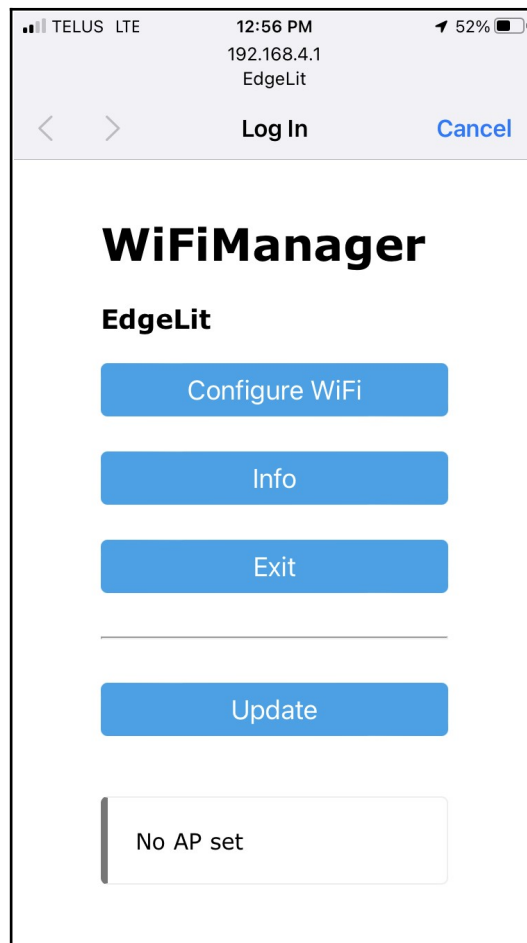 TELUS LTE 12:56 PM 52%
192.168.4.1
EdgeLit
Log In Cancel
WiFiManager
EdgeLit
Configure WiFi
Info
Exit
Update
No AP set